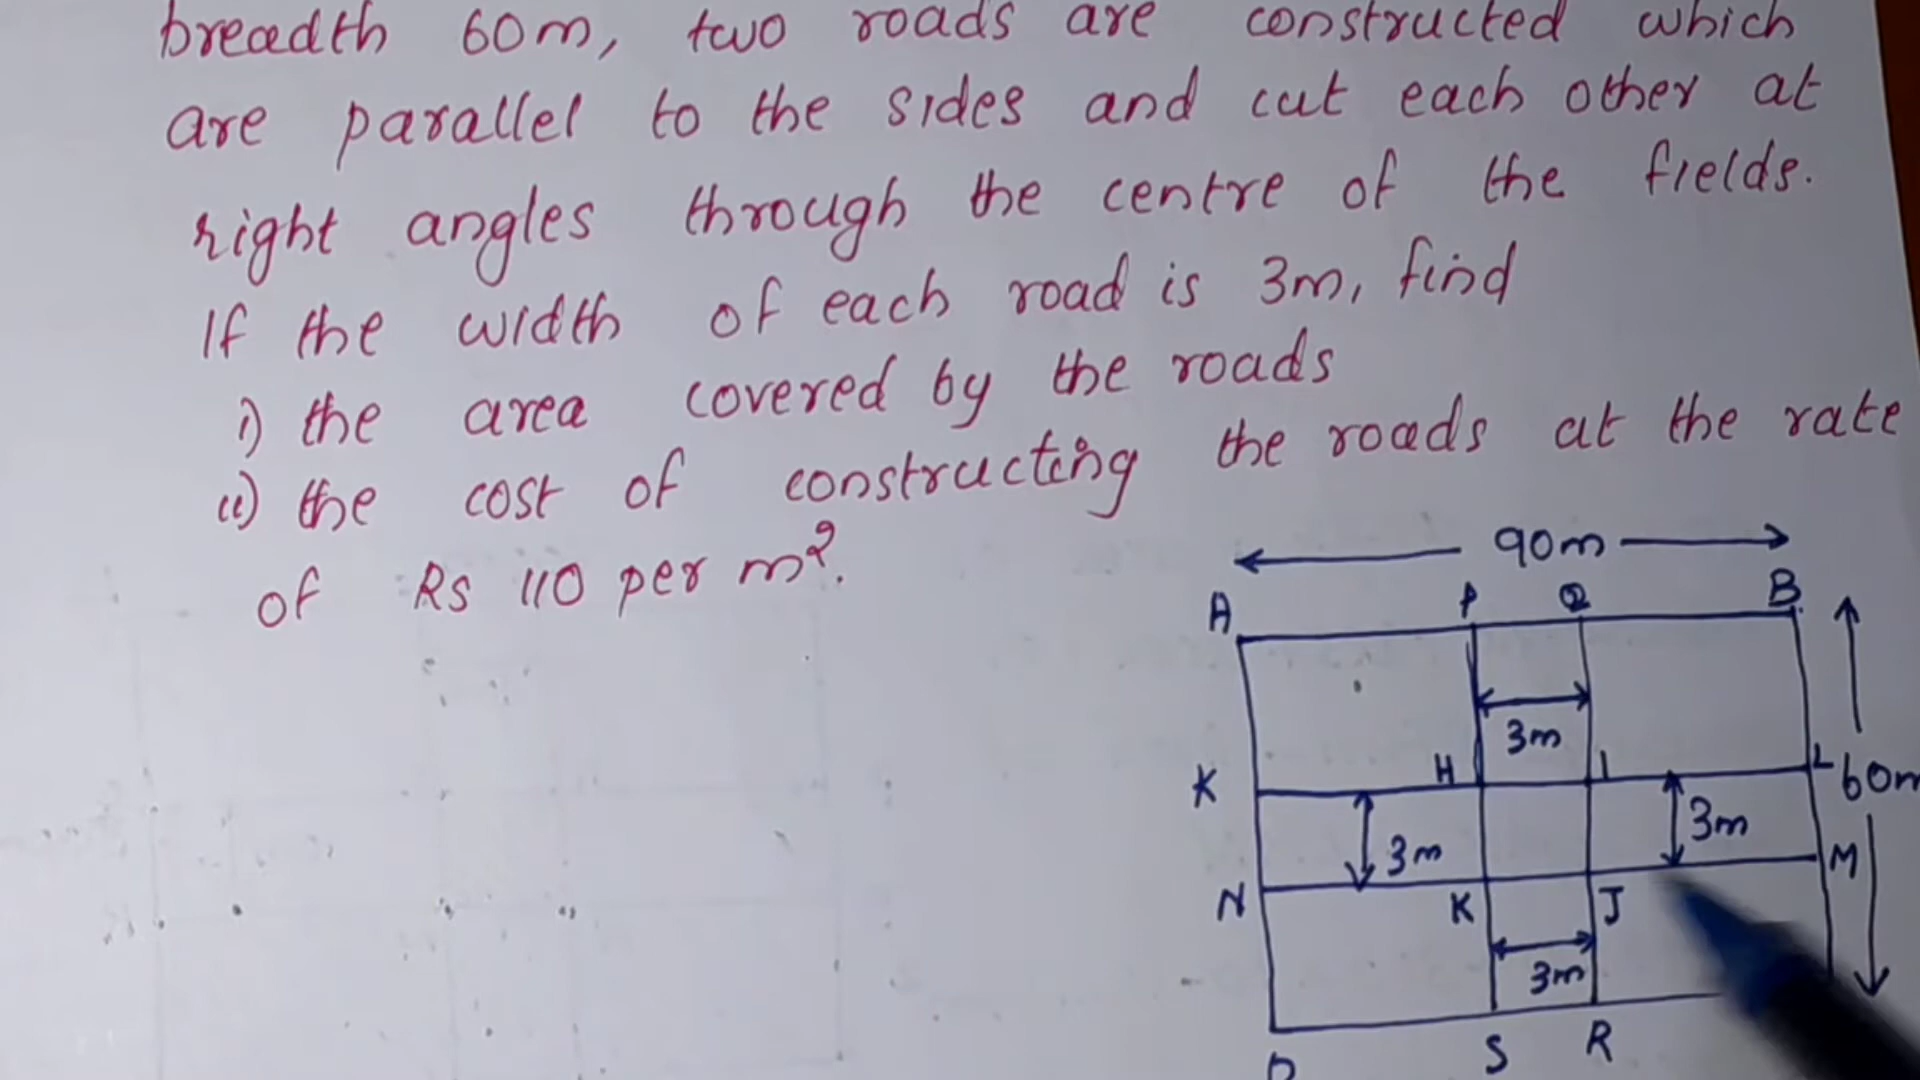 breadth 60m, two roads are constructed which
are parallel to the sides and cut each other at
right angles through the centre of the fields.
If the width of each road is 3m, find
i) the area covered by the roads
ii) the cost of constructing the roads at the rate
of Rs 110 per m².
90m
A P Q B
3m
K H I L 60m
3m 3m
N K J M
3m
S R